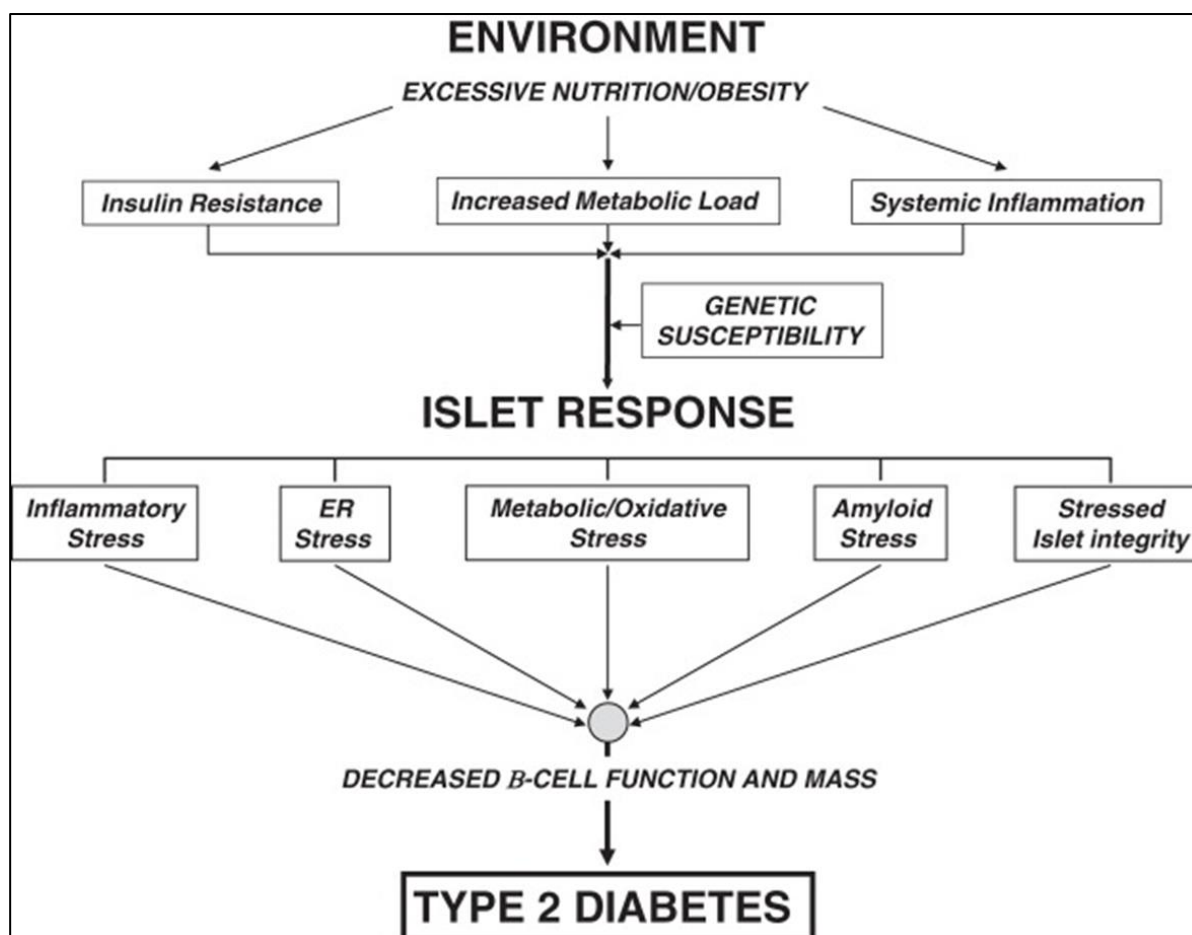 ENVIRONMENT
EXCESSIVE NUTRITION/OBESITY
Insulin Resistance
Increased Metabolic Load
Systemic Inflammation
GENETIC
SUSCEPTIBILITY
ISLET RESPONSE
Inflammatory
Stress
ER
Stress
Metabolic/Oxidative
Stress
Amyloid
Stress
Stressed
Islet integrity
DECREASED B-CELL FUNCTION AND MASS
TYPE 2 DIABETES